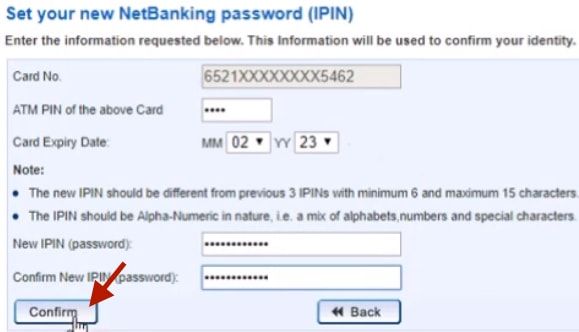 Set your new NetBanking password (IPIN)
Enter the information requested below. This Information will be used to confirm your identity.
Card No. 6521XXXXXXXX5462
ATM PIN of the above Card ••••
Card Expiry Date: MM 02 YY 23
Note:
• The new IPIN should be different from previous 3 IPINs with minimum 6 and maximum 15 characters.
• The IPIN should be Alpha-Numeric in nature, i.e. a mix of alphabets,numbers and special characters.
New IPIN (password): ••••••••••••
Confirm New IPIN (password): ••••••••••••
Confirm Back